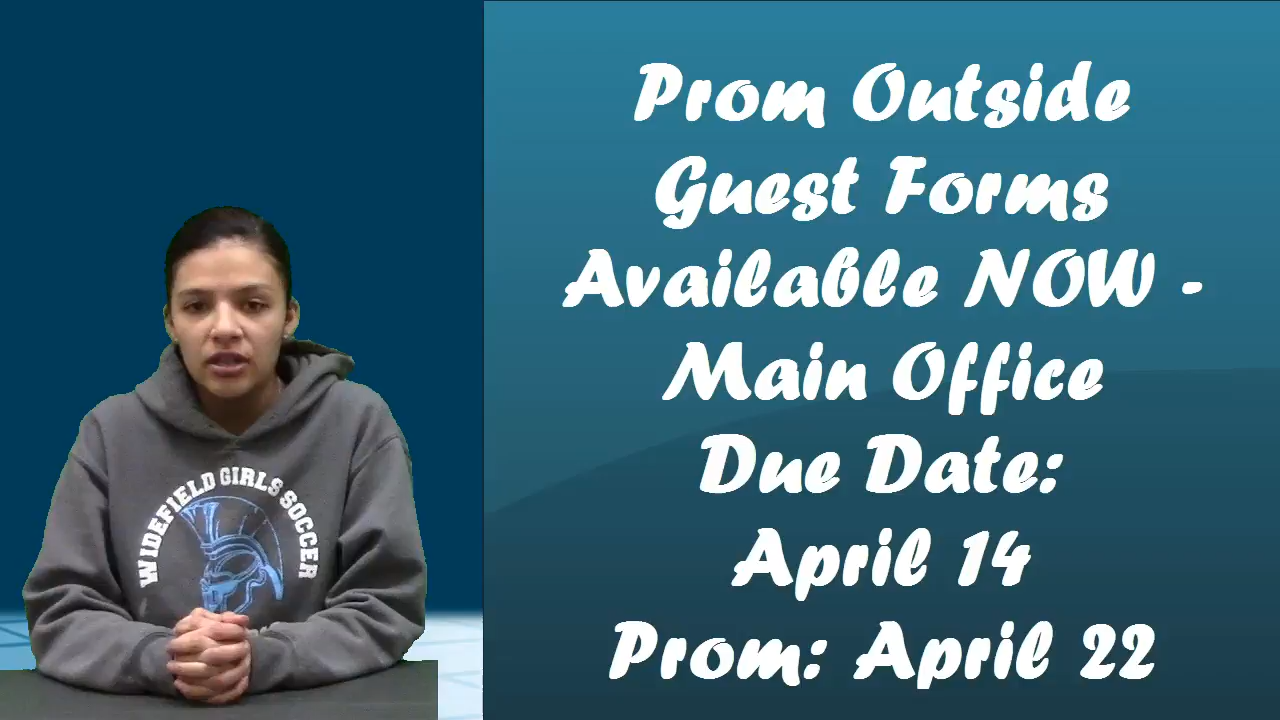 WIDEFIELD GIRLS SOCCER
Prom Outside
Guest Forms
Available NOW -
Main Office
Due Date:
April 14
Prom: April 22